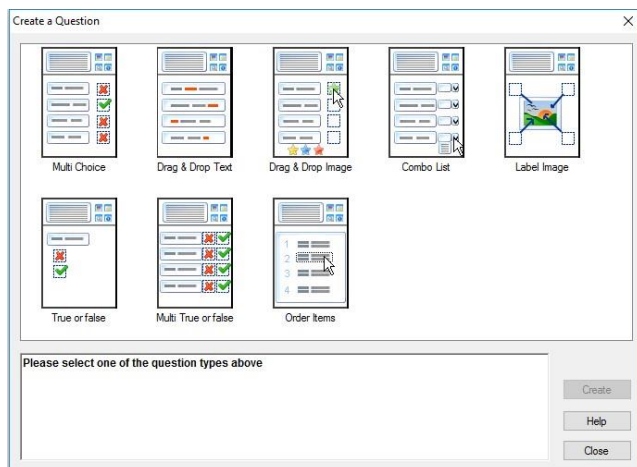 Create a Question
Multi Choice
Drag & Drop Text
Drag & Drop Image
Combo List
Label Image
1
2
3
4
True or false
Multi True or false
Order Items
Please select one of the question types above
Create
Help
Close